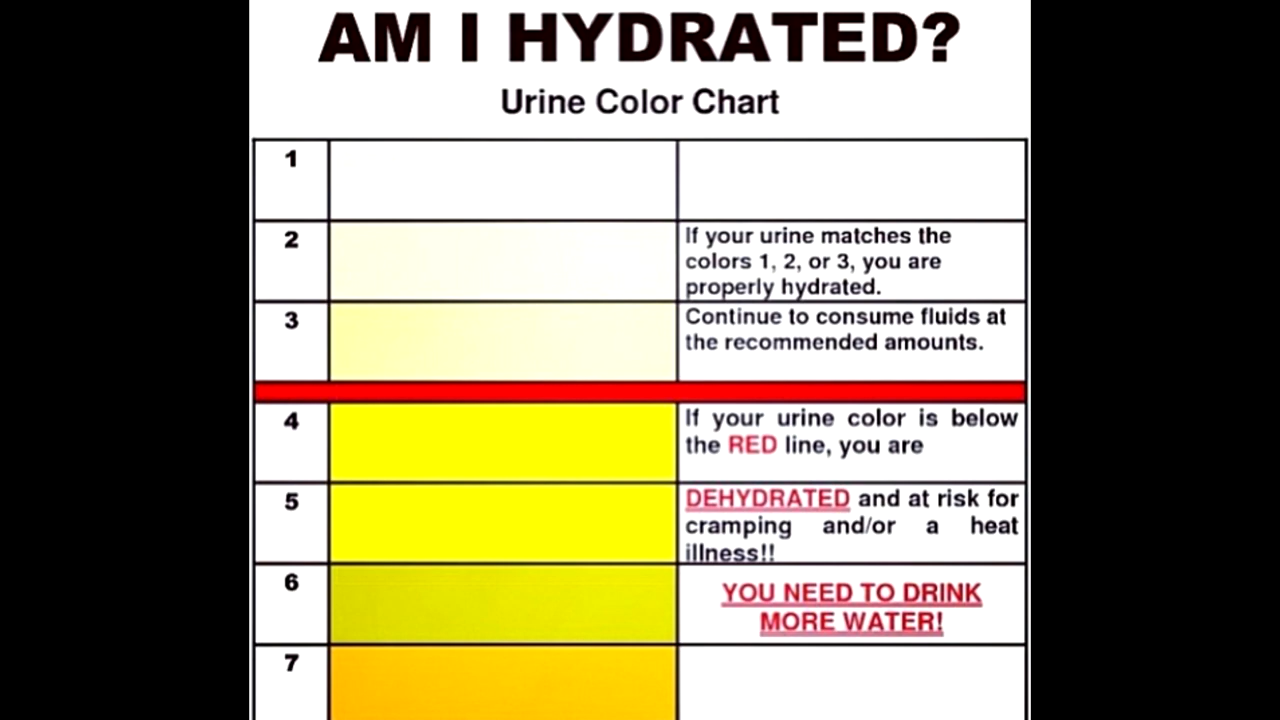 AM I HYDRATED?
Urine Color Chart
1
2
If your urine matches the
colors 1, 2, or 3, you are
properly hydrated.
3
Continue to consume fluids at
the recommended amounts.
4
If your urine color is below
the RED line, you are
5
DEHYDRATED and at risk for
cramping and/or a heat
illness!!
6
YOU NEED TO DRINK
MORE WATER!
7